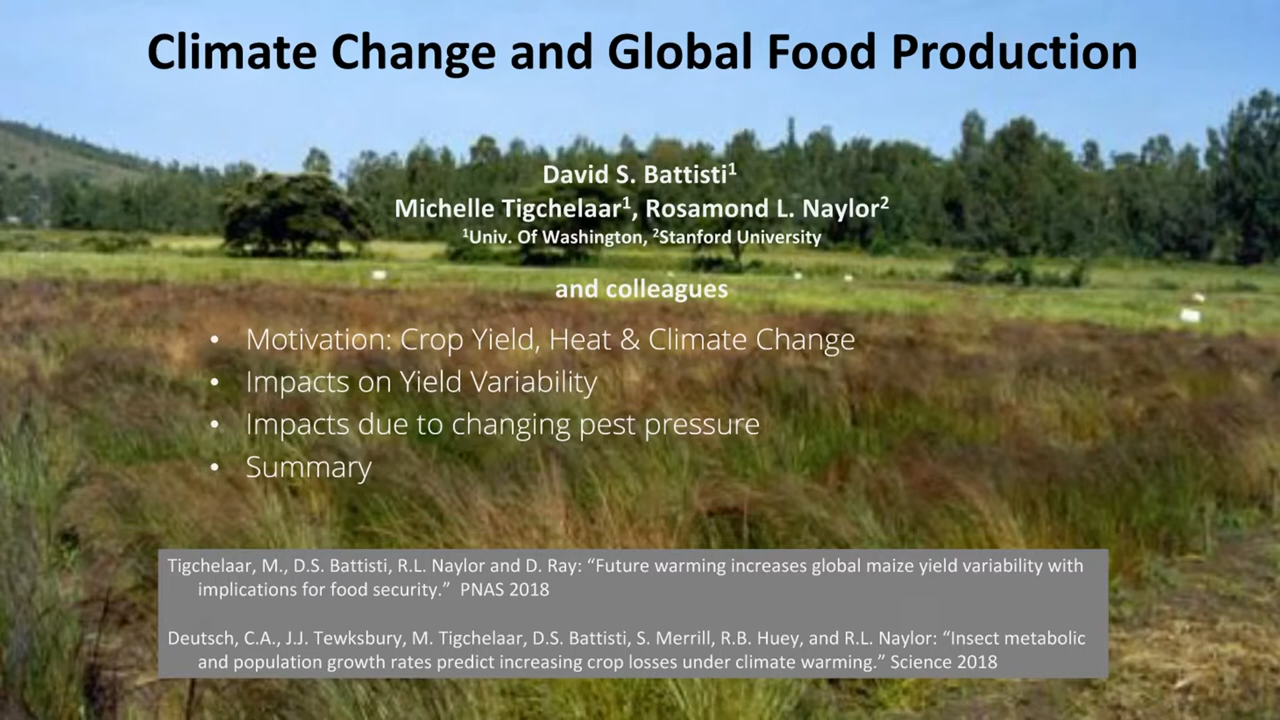 Climate Change and Global Food Production
David S. Battisti¹
Michelle Tigchelaar¹, Rosamond L. Naylor²
¹Univ. Of Washington, ²Stanford University
and colleagues
• Motivation: Crop Yield, Heat & Climate Change
• Impacts on Yield Variability
• Impacts due to changing pest pressure
• Summary
Tigchelaar, M., D.S. Battisti, R.L. Naylor and D. Ray: “Future warming increases global maize yield variability with
implications for food security.” PNAS 2018
Deutsch, C.A., J.J. Tewksbury, M. Tigchelaar, D.S. Battisti, S. Merrill, R.B. Huey, and R.L. Naylor: “Insect metabolic
and population growth rates predict increasing crop losses under climate warming.” Science 2018